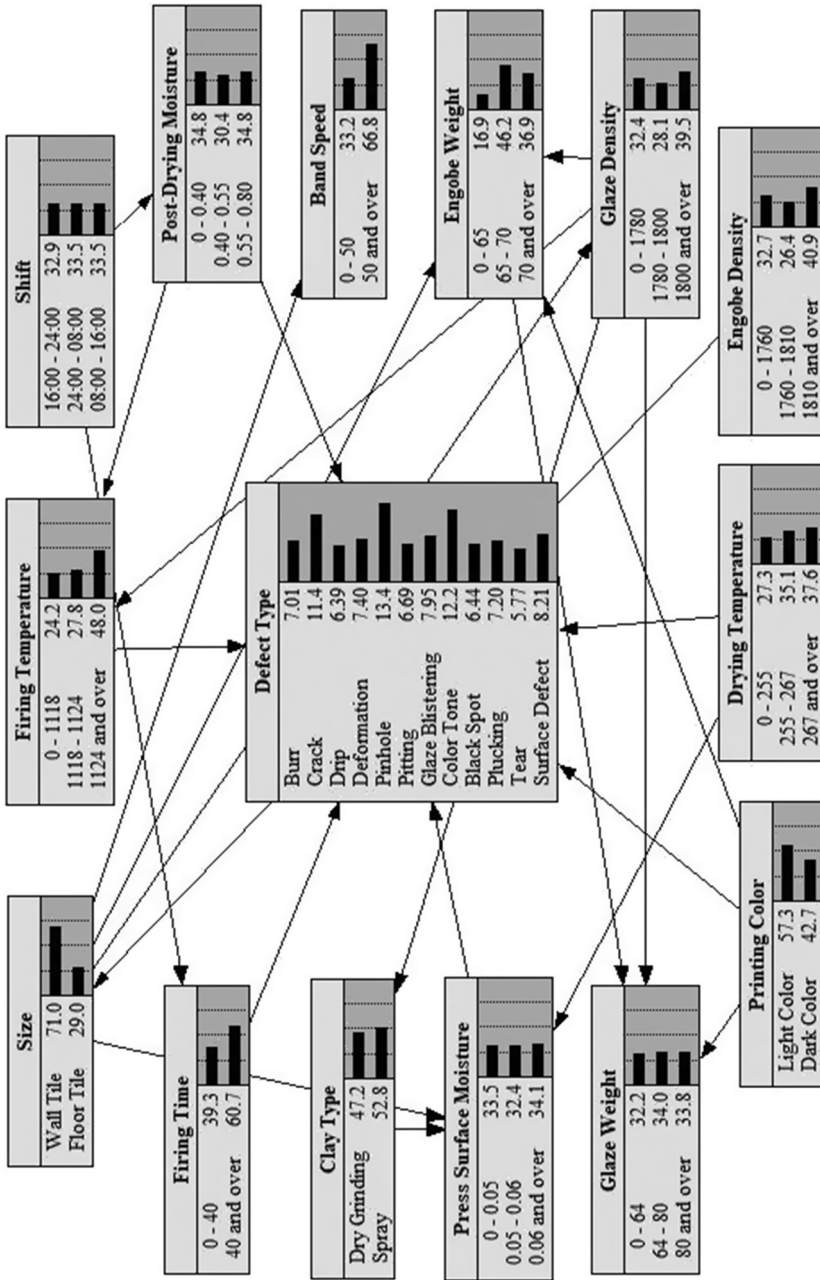 Size
Wall Tile 71.0
Floor Tile 29.0
Firing Temperature
0 - 1118 24.2
1118 - 1124 27.8
1124 and over 48.0
Shift
16:00 - 24:00 32.9
24:00 - 08:00 33.5
08:00 - 16:00 33.5
Firing Time
0 - 40 39.3
40 and over 60.7
Post-Drying Moisture
0 - 0.40 34.8
0.40 - 0.55 30.4
0.55 - 0.80 34.8
Clay Type
Dry Grinding 47.2
Spray 52.8
Defect Type
Burr 7.01
Crack 11.4
Drip 6.39
Deformation 7.40
Pinhole 13.4
Pitting 6.69
Glaze Blistering 7.95
Color Tone 12.2
Black Spot 6.44
Plucking 7.20
Tear 5.77
Surface Defect 8.21
Band Speed
0 - 50 33.2
50 and over 66.8
Press Surface Moisture
0 - 0.05 33.5
0.05 - 0.06 32.4
0.06 and over 34.1
Engobe Weight
0 - 65 16.9
65 - 70 46.2
70 and over 36.9
Glaze Weight
0 - 64 32.2
64 - 80 34.0
80 and over 33.8
Glaze Density
0 - 1780 32.4
1780 - 1800 28.1
1800 and over 39.5
Printing Color
Light Color 57.3
Dark Color 42.7
Drying Temperature
0 - 255 27.3
255 - 267 35.1
267 and over 37.6
Engobe Density
0 - 1760 32.7
1760 - 1810 26.4
1810 and over 40.9